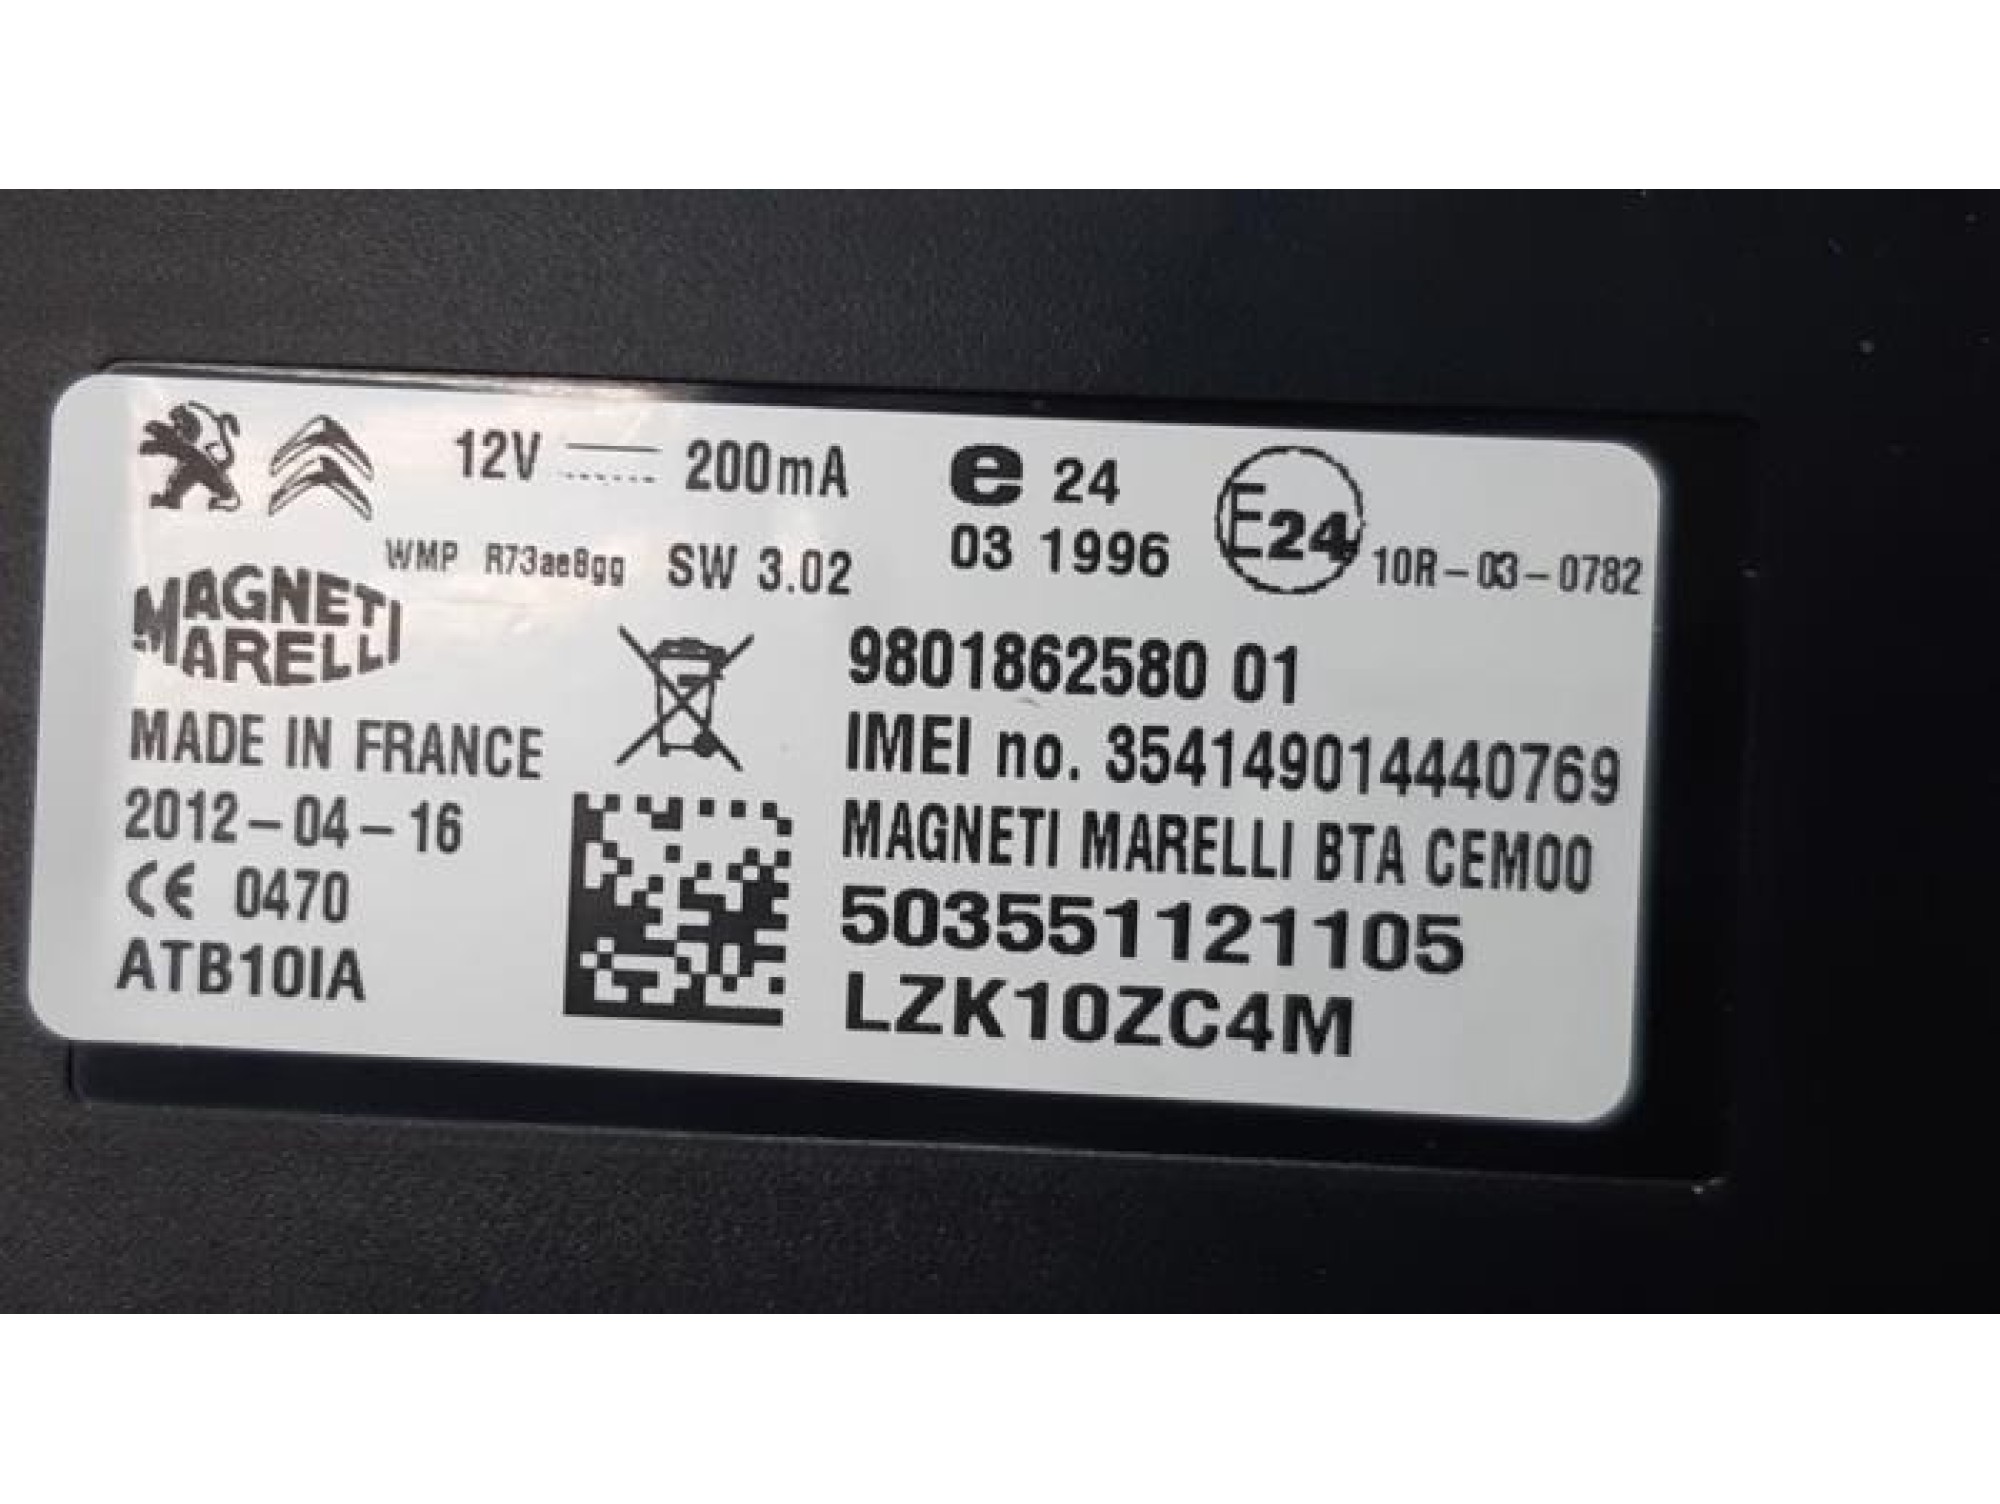 12V 200mA
e 24
03 1996
E24 10R-03-0782
WMP R73ae8gg SW 3.02
MAGNETI
MARELLI
MADE IN FRANCE
2012-04-16
CE 0470
ATB10IA
9801862580 01
IMEI no. 354149014440769
MAGNETI MARELLI BTA CEM00
503551121105
LZK10ZC4M